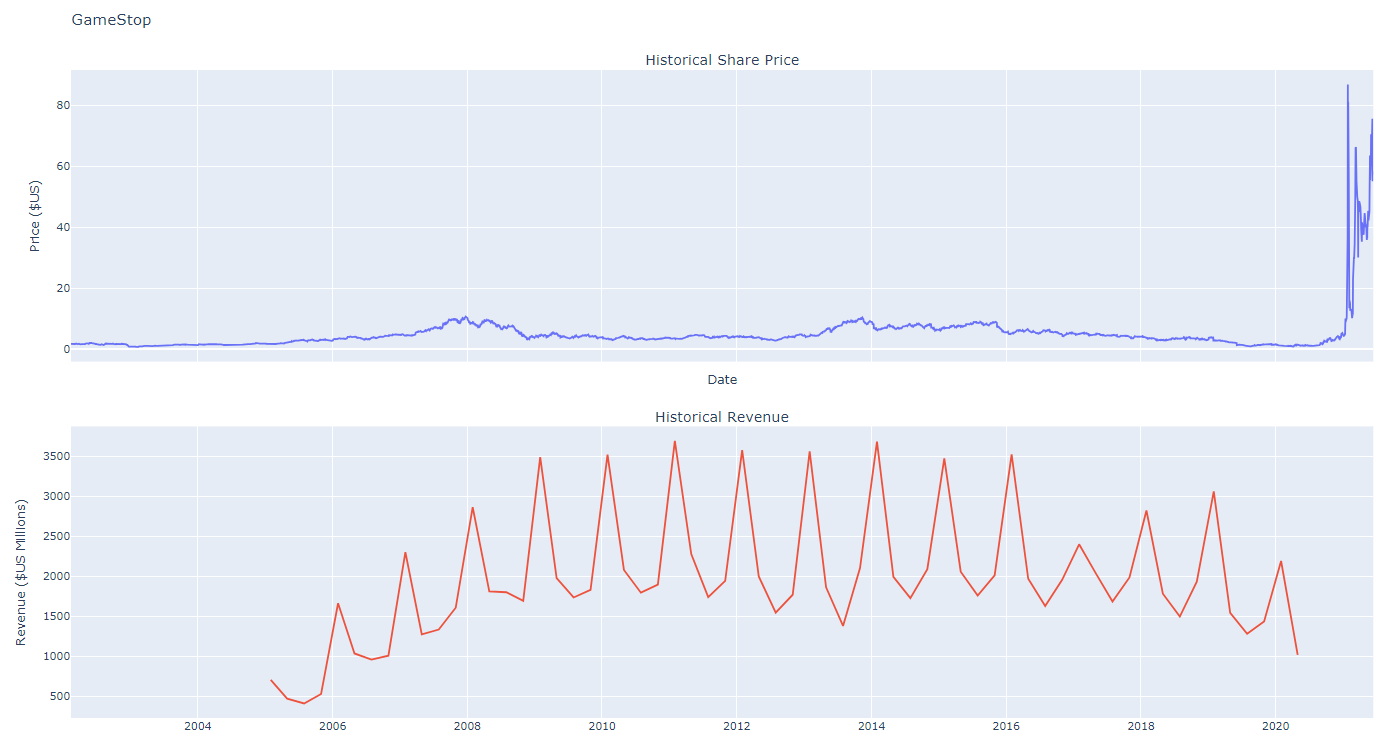 GameStop
Historical Share Price
80
60
40
20
0
Price ($US)
Date
Historical Revenue
3500
3000
2500
2000
1500
1000
500
Revenue ($US Millions)
2004 2006 2008 2010 2012 2014 2016 2018 2020